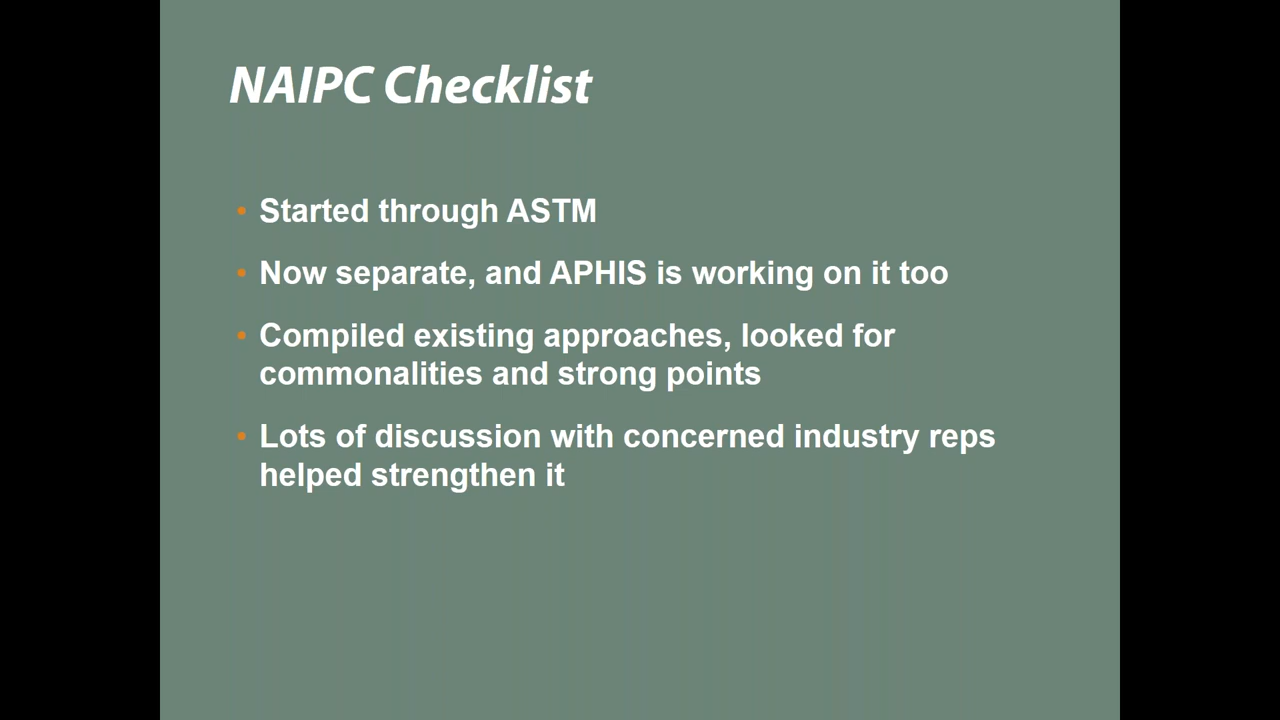 NAIPC Checklist
• Started through ASTM
• Now separate, and APHIS is working on it too
• Compiled existing approaches, looked for
commonalities and strong points
• Lots of discussion with concerned industry reps
helped strengthen it